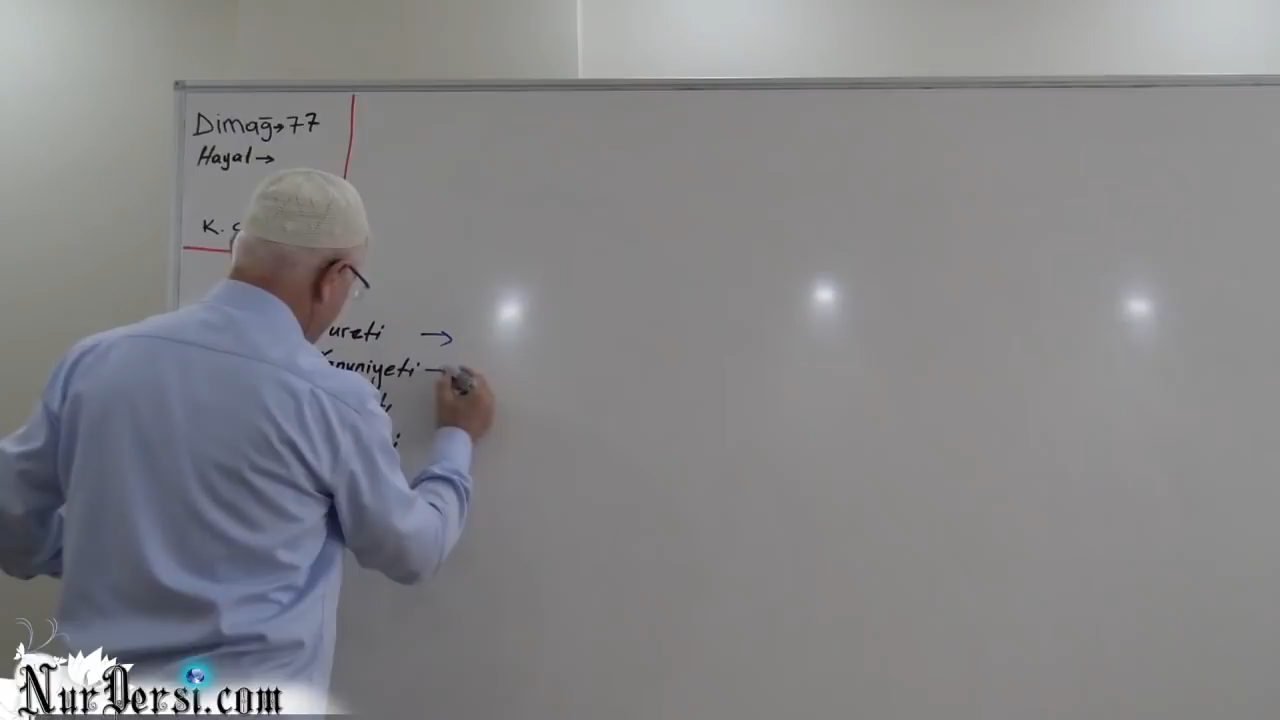 Dimağ→77
Hayal→
K.
ureti →
nuniyeti →
NurDersi.com